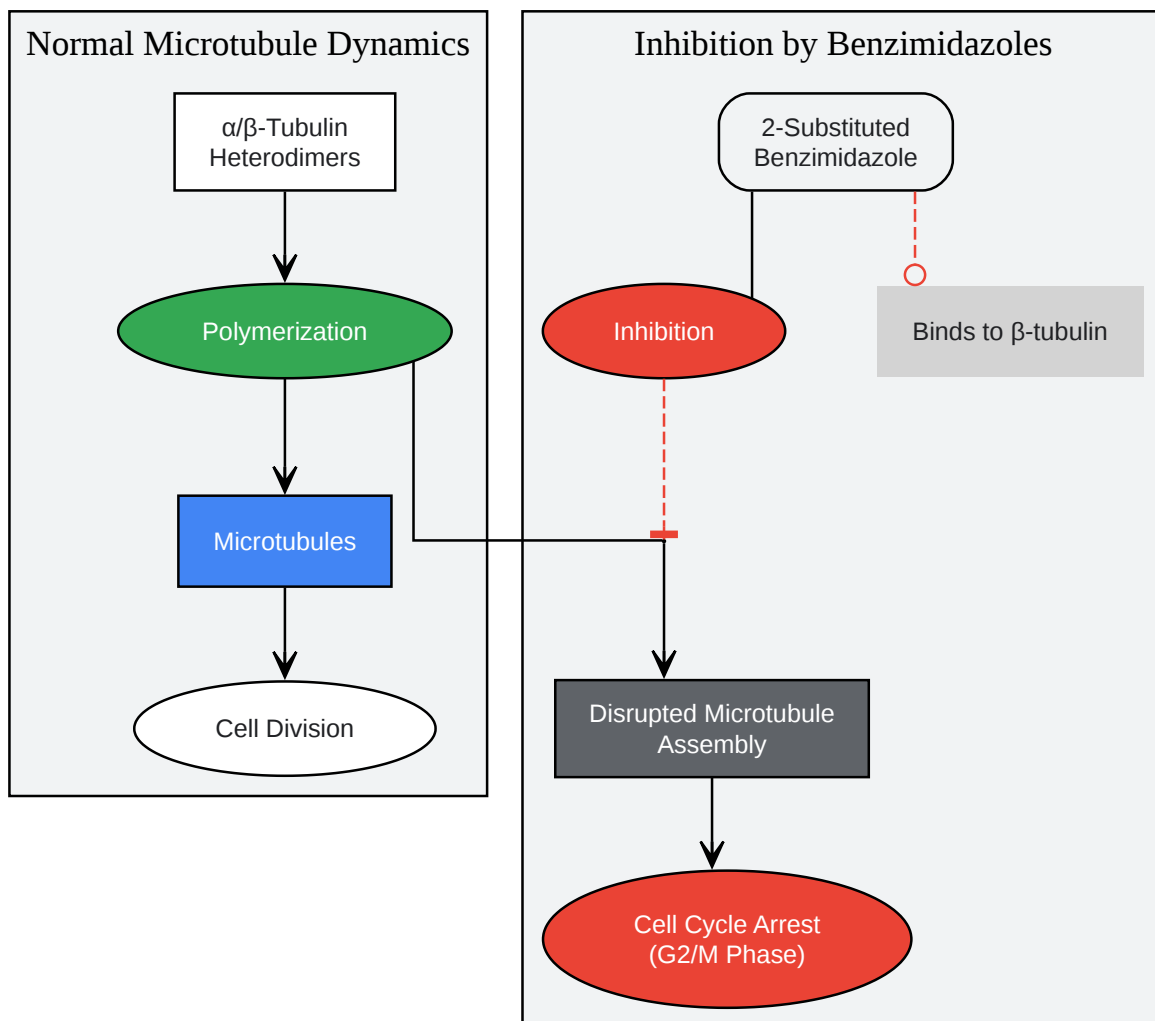 Normal Microtubule Dynamics
α/β-Tubulin
Heterodimers
Polymerization
Microtubules
Cell Division
Inhibition by Benzimidazoles
2-Substituted
Benzimidazole
Inhibition
Binds to β-tubulin
Disrupted Microtubule
Assembly
Cell Cycle Arrest
(G2/M Phase)